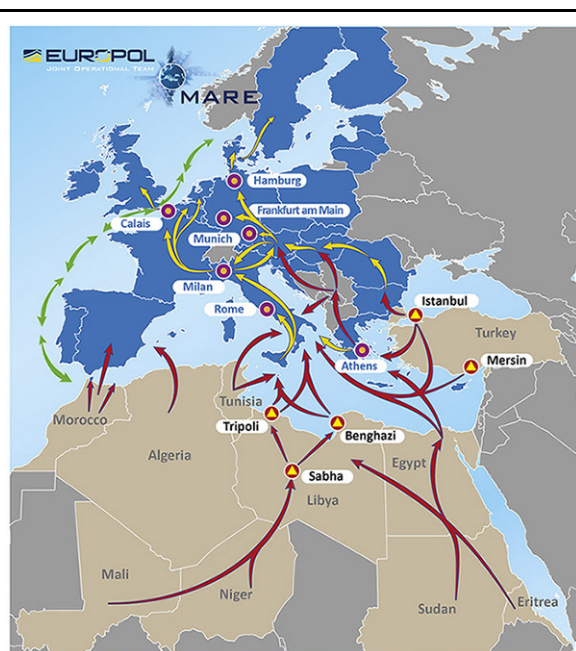 EUROPOL
JOINT OPERATIONAL TEAM
MARE
Hamburg
Calais
Frankfurt am Main
Munich
Milan
Rome
Istanbul
Turkey
Athens
Mersin
Morocco
Tunisia
Tripoli
Benghazi
Algeria
Egypt
Sabha
Libya
Mali
Niger
Sudan
Eritrea